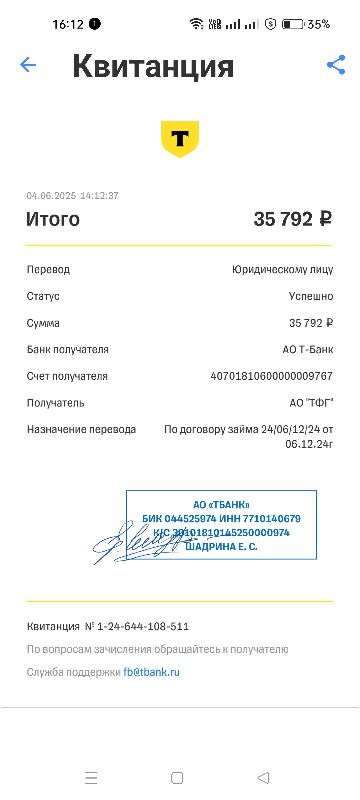 16:12 1 VoD LTE 35%
Квитанция
04.06.2025 14:12:37
Итого 35 792 ₽
Перевод Юридическому лицу
Статус Успешно
Сумма 35 792 ₽
Банк получателя АО Т-Банк
Счет получателя 40701810600000009767
Получатель АО "ТФГ"
Назначение перевода По договору займа 24/06/12/24 от
06.12.24г
АО «ТБАНК»
БИК 044525974 ИНН 7710140679
К/С 30101810145250000974
ШАДРИНА Е. С.
Квитанция № 1-24-644-108-511
По вопросам зачисления обращайтесь к получателю
Служба поддержки fb@tbank.ru